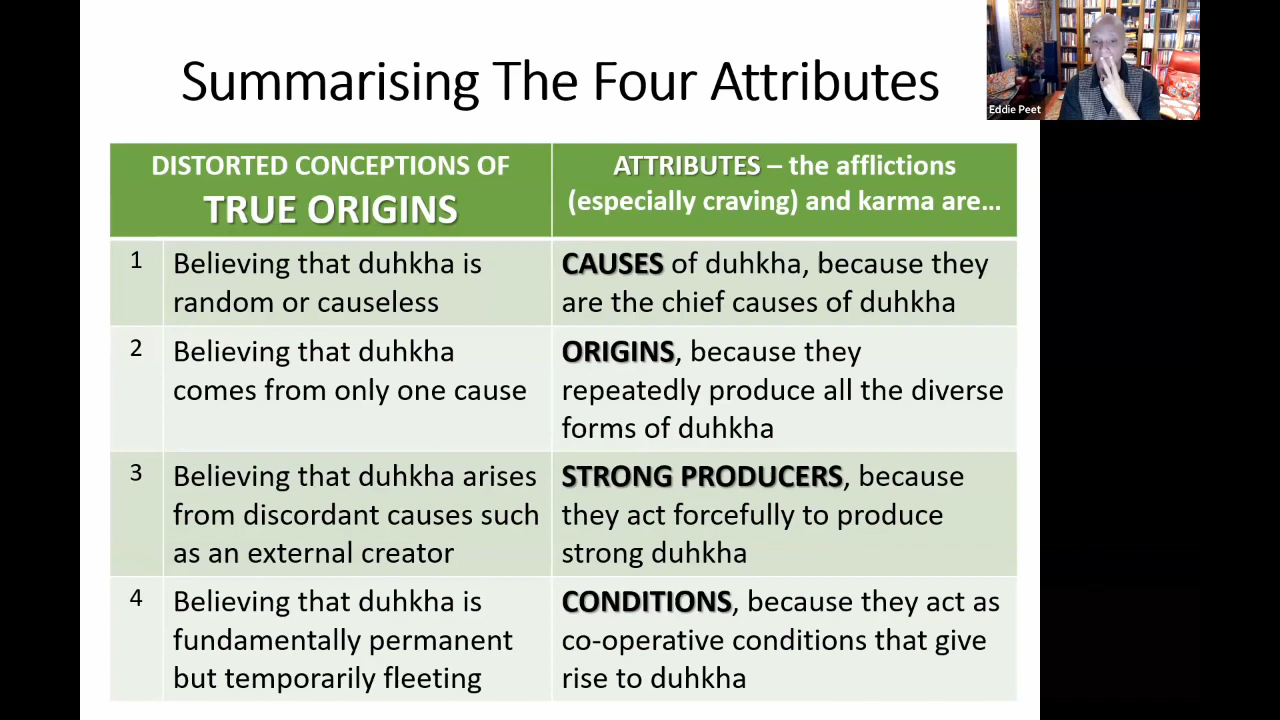 Summarising The Four Attributes
Eddie Peet
DISTORTED CONCEPTIONS OF
TRUE ORIGINS
ATTRIBUTES – the afflictions
(especially craving) and karma are...
1
Believing that duhkha is
random or causeless
CAUSES of duhkha, because they
are the chief causes of duhkha
2
Believing that duhkha
comes from only one cause
ORIGINS, because they
repeatedly produce all the diverse
forms of duhkha
3
Believing that duhkha arises
from discordant causes such
as an external creator
STRONG PRODUCERS, because
they act forcefully to produce
strong duhkha
4
Believing that duhkha is
fundamentally permanent
but temporarily fleeting
CONDITIONS, because they act as
co-operative conditions that give
rise to duhkha